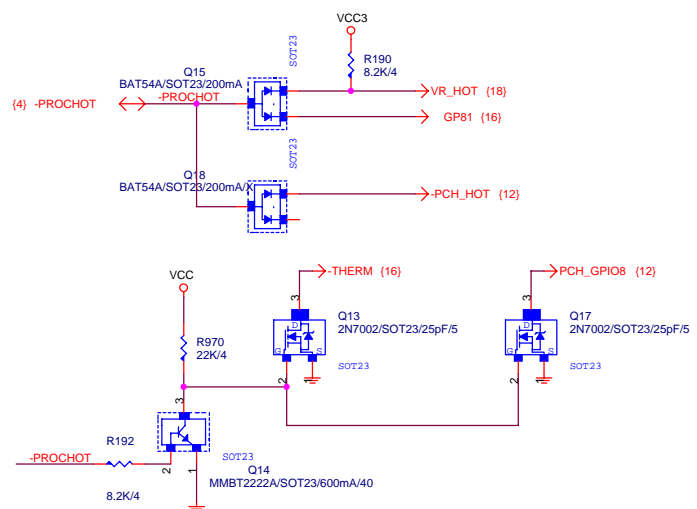 VCC3
SOT23
R190
8.2K/4
Q15
BAT54A/SOT23/200mA
{4} -PROCHOT
-PROCHOT
VR_HOT {18}
GP81 {16}
SOT23
Q18
BAT54A/SOT23/200mA/X
-PCH_HOT {12}
-THERM {16}
PCH_GPIO8 {12}
VCC
3
D
G
S
2
1
Q13
2N7002/SOT23/25pF/5
SOT23
3
D
G
S
2
1
Q17
2N7002/SOT23/25pF/5
SOT23
R970
22K/4
3
R192
-PROCHOT
8.2K/4
2
1
SOT23
Q14
MMBT2222A/SOT23/600mA/40